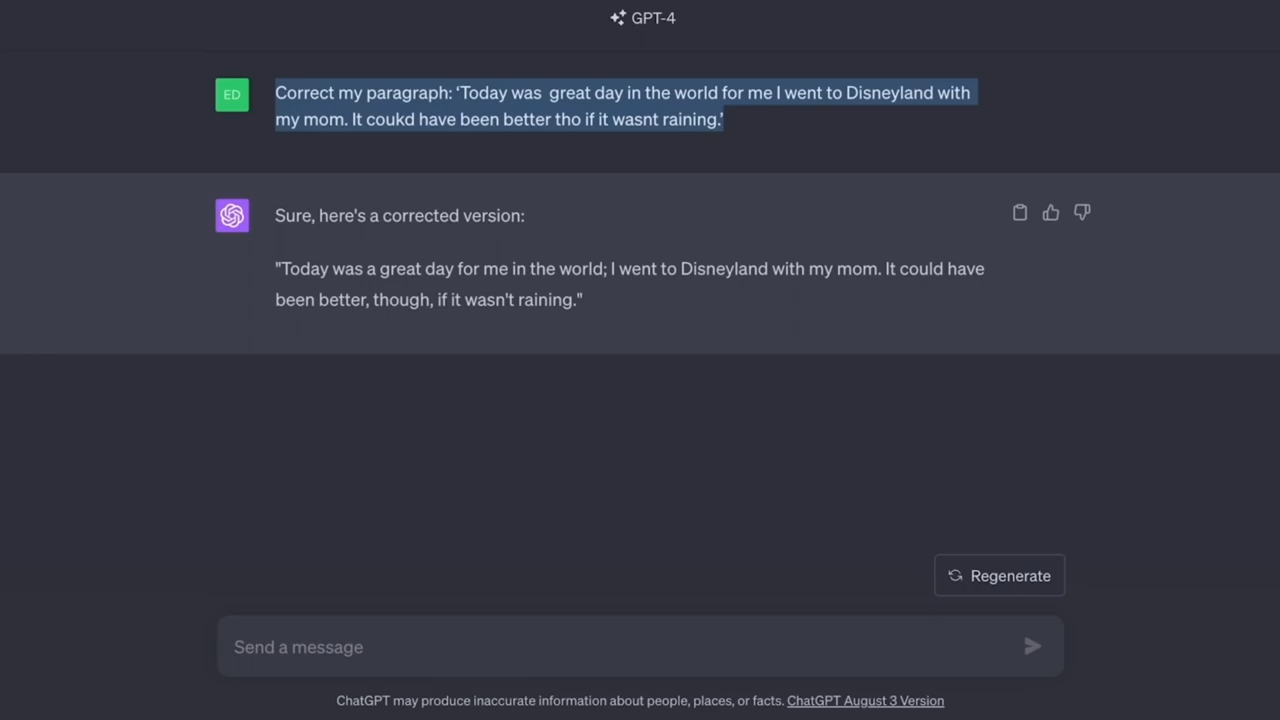 GPT-4
ED
Correct my paragraph: ‘Today was  great day in the world for me I went to Disneyland with
my mom. It coukd have been better tho if it wasnt raining.’
Sure, here's a corrected version:
"Today was a great day for me in the world; I went to Disneyland with my mom. It could have
been better, though, if it wasn't raining."
Regenerate
Send a message
ChatGPT may produce inaccurate information about people, places, or facts. ChatGPT August 3 Version